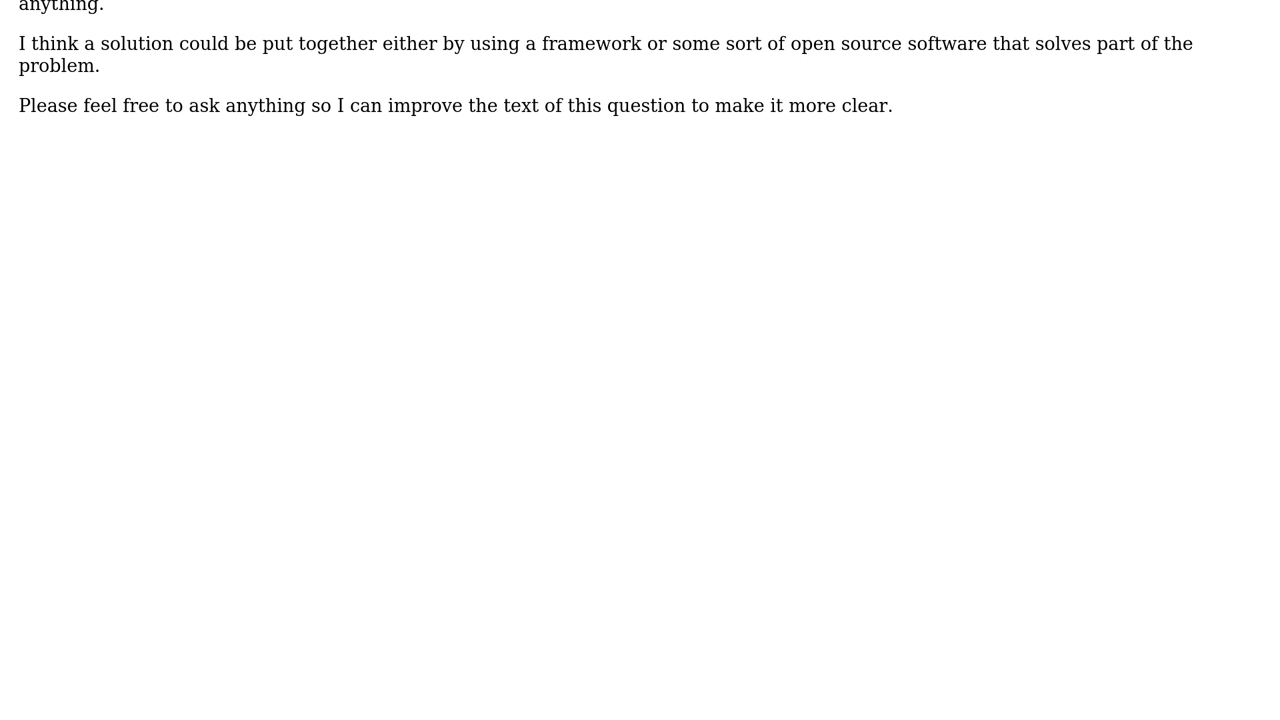 anything.
I think a solution could be put together either by using a framework or some sort of open source software that solves part of the
problem.
Please feel free to ask anything so I can improve the text of this question to make it more clear.